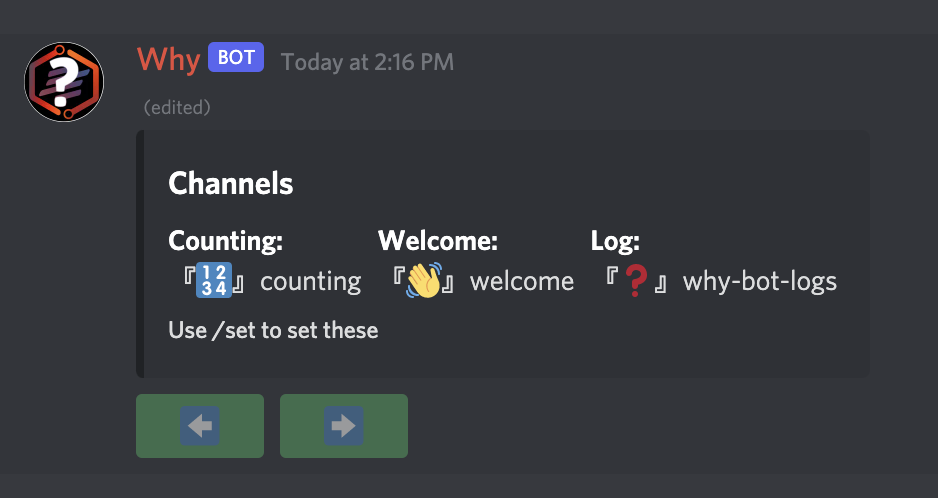 Why BOT Today at 2:16 PM
(edited)
Channels
Counting: Welcome: Log:
『🔢』counting 『👋』welcome 『❓』why-bot-logs
Use /set to set these